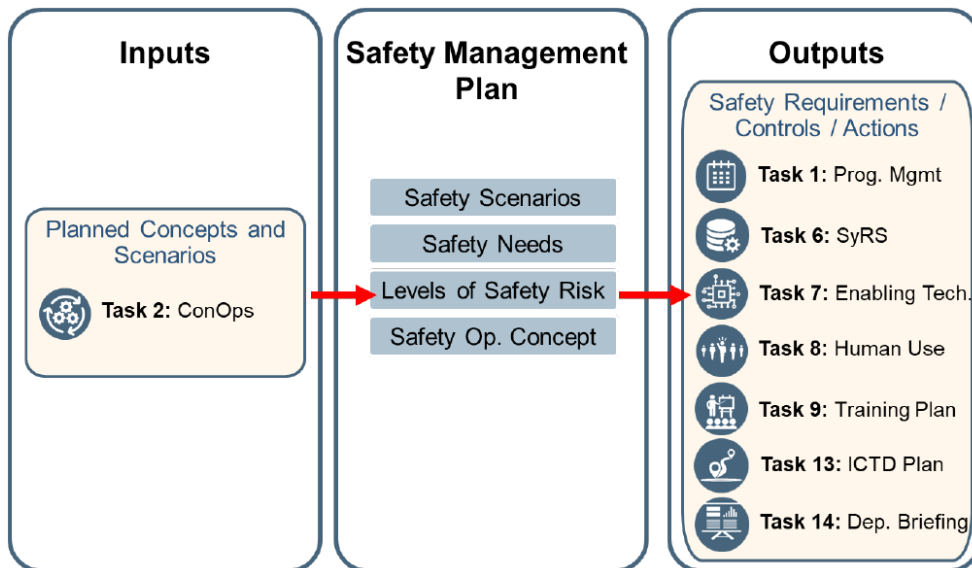 Inputs
Planned Concepts and
Scenarios
Task 2: ConOps
Safety Management
Plan
Safety Scenarios
Safety Needs
Levels of Safety Risk
Safety Op. Concept
Outputs
Safety Requirements /
Controls / Actions
Task 1: Prog. Mgmt
Task 6: SyRS
Task 7: Enabling Tech.
Task 8: Human Use
Task 9: Training Plan
Task 13: ICTD Plan
Task 14: Dep. Briefing